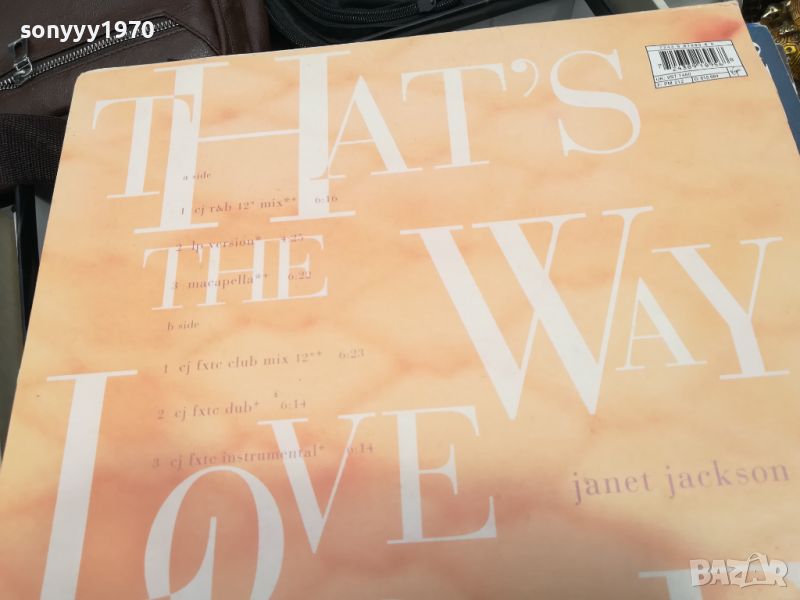 sonyyy1970
THAT'S
a side
1 cj r&b 12" mix** 6:16
2 lp version* 4:25
THE WAY
3 macapella** 6:22
b side
1 cj fxtc club mix 12"* 6:23
2 cj fxtc dub* 6:14
3 cj fxtc instrumental* 6:14
LOVE
janet jackson
BAZAR